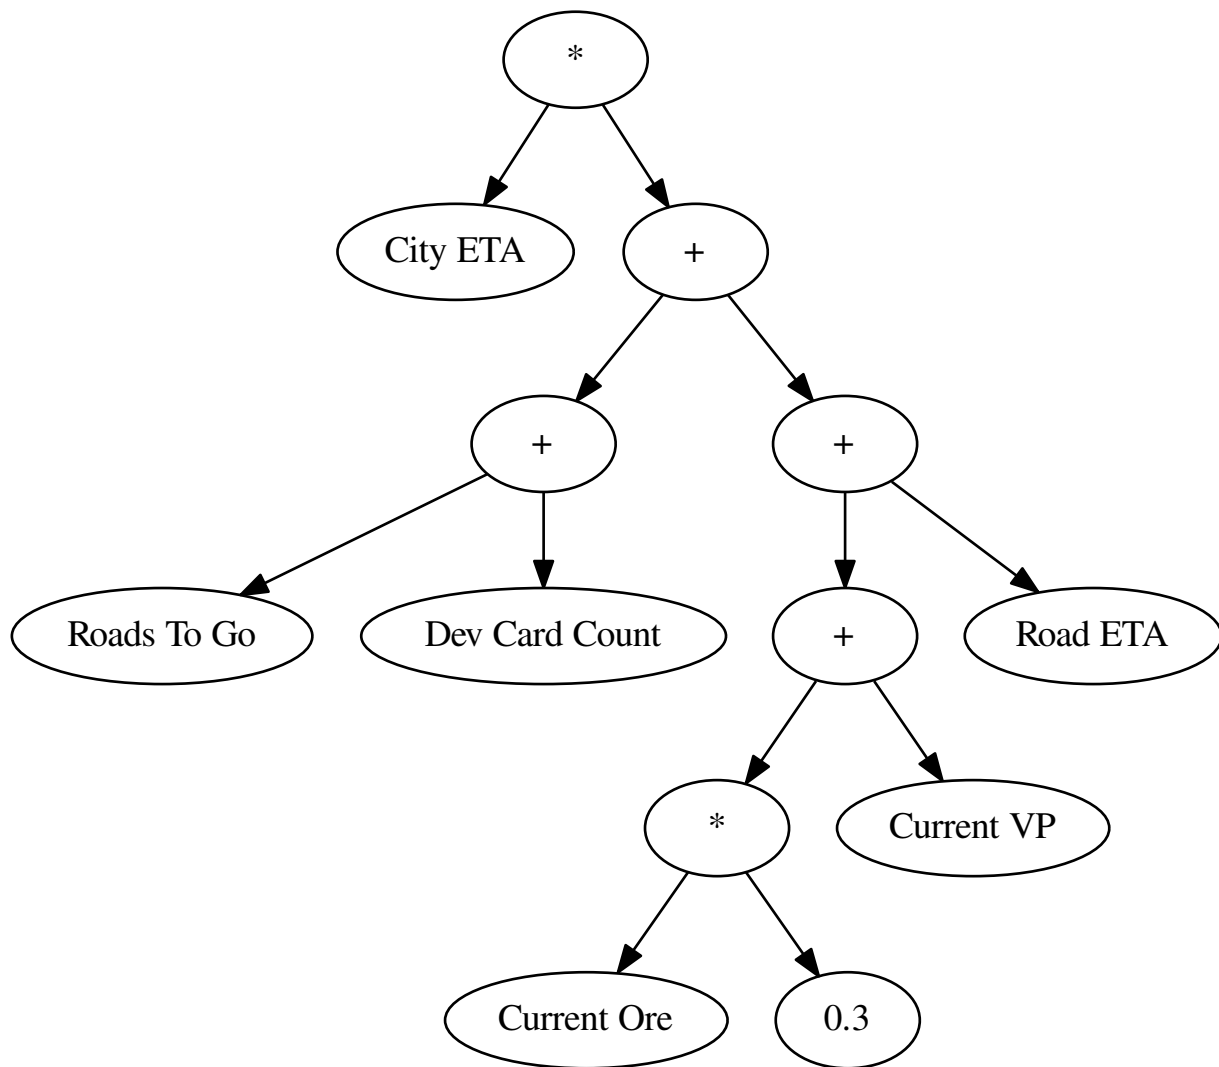 *
City ETA
+
+
+
Roads To Go
Dev Card Count
+
Road ETA
*
Current VP
Current Ore
0.3